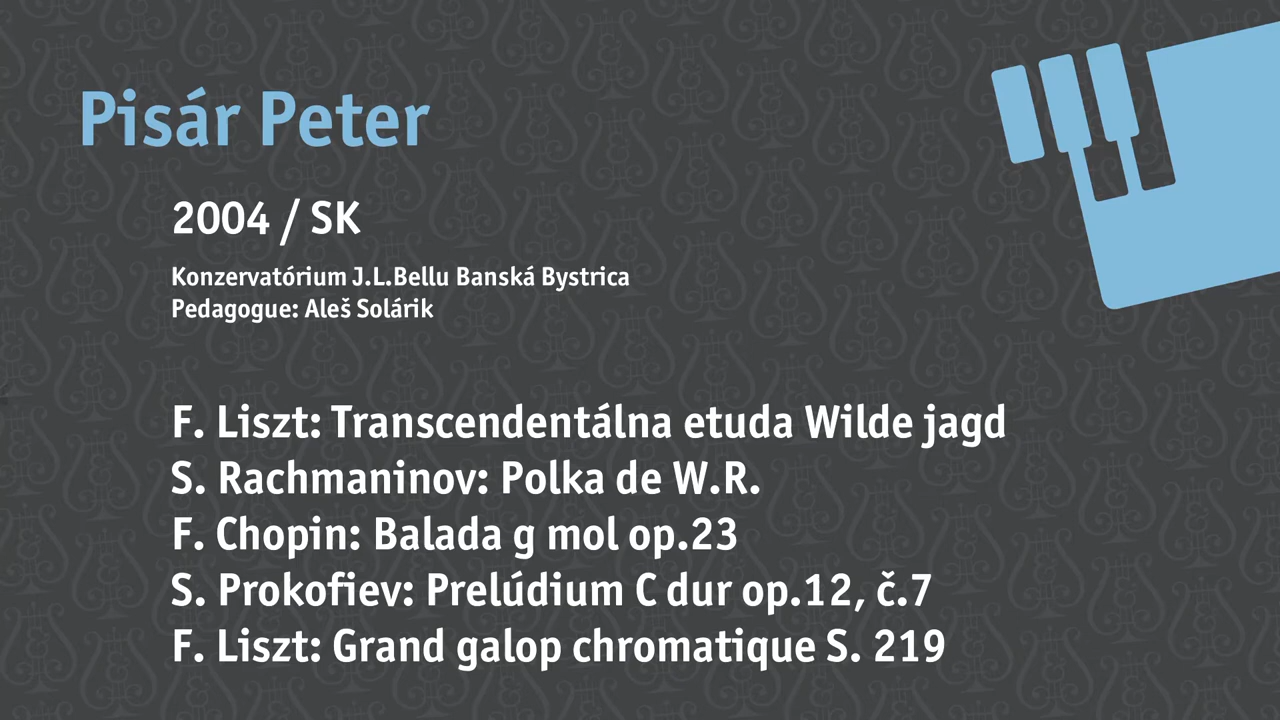 Pisár Peter
2004 / SK
Konzervatórium J.L.Bellu Banská Bystrica
Pedagogue: Aleš Solárik
F. Liszt: Transcendentálna etuda Wilde jagd
S. Rachmaninov: Polka de W.R.
F. Chopin: Balada g mol op.23
S. Prokofiev: Prelúdium C dur op.12, č.7
F. Liszt: Grand galop chromatique S. 219